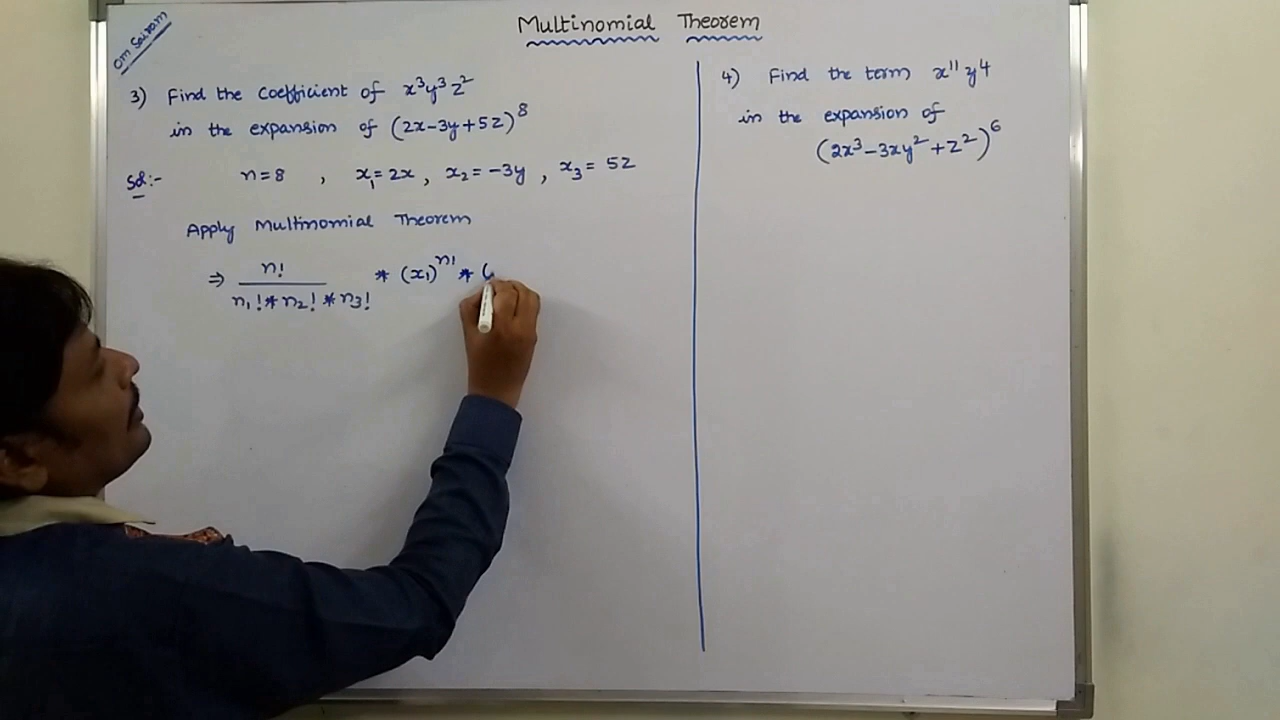 Om Sairam
Multinomial Theorem
3) Find the coefficient of x³y³z²
in the expansion of (2x-3y+5z)⁸
Sol:- n=8 , x₁=2x , x₂=-3y , x₃=5z
Apply Multinomial Theorem
⇒ n! / (n₁!*n₂!*n₃!) * (x₁)ⁿ¹ * (
4) Find the term x¹¹y⁴
in the expansion of
(2x³-3xy²+z²)⁶